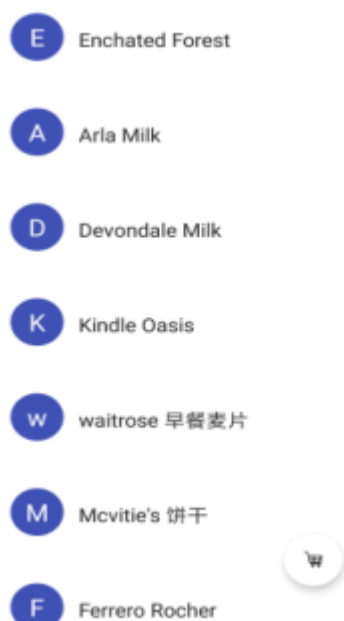 E Enchated Forest
A Arla Milk
D Devondale Milk
K Kindle Oasis
w waitrose 早餐麦片
M Mcvitie's 饼干
F Ferrero Rocher